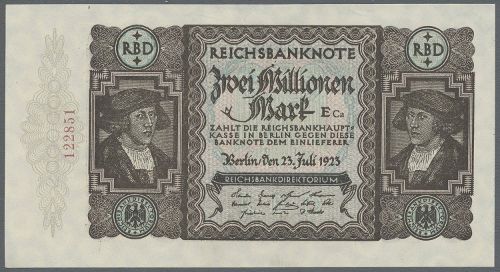 RBD
RBD
REICHSBANKNOTE
Zwei Millionen
Mark
E Ca
ZAHLT DIE REICHSBANKHAUPT=
KASSE IN BERLIN GEGEN DIESE
BANKNOTE DEM EINLIEFERER
Berlin, den 23. Juli 1923
REICHSBANKDIREKTORIUM
122851